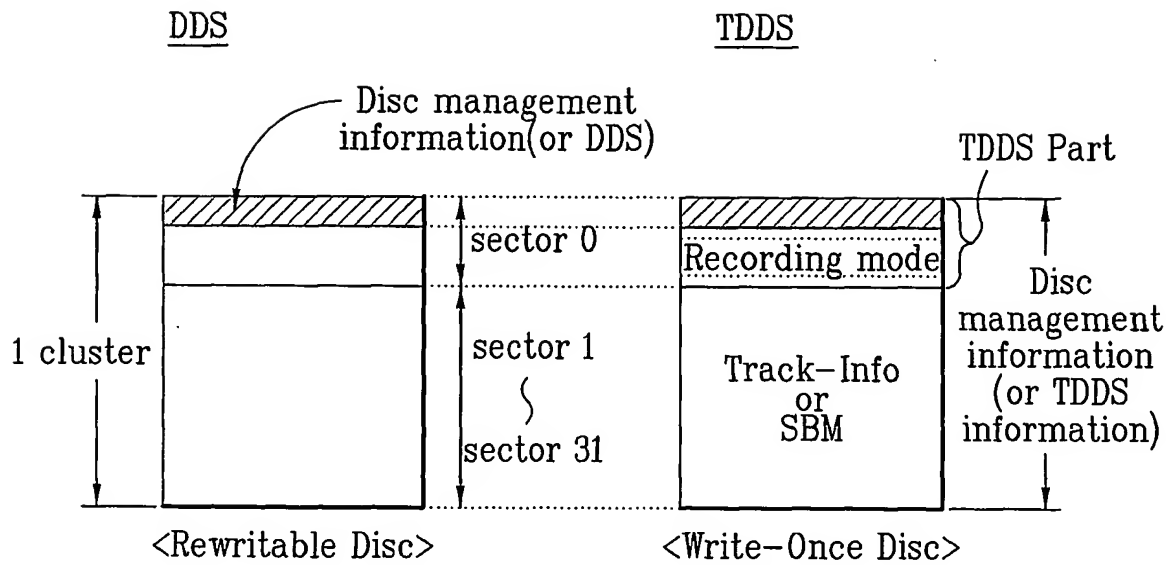 DDS
TDDS
Disc management
information(or DDS)
TDDS Part
sector 0
Recording mode
1 cluster
sector 1
sector 31
Track-Info
or
SBM
Disc
management
information
(or TDDS
information)
<Rewritable Disc>
<Write-Once Disc>